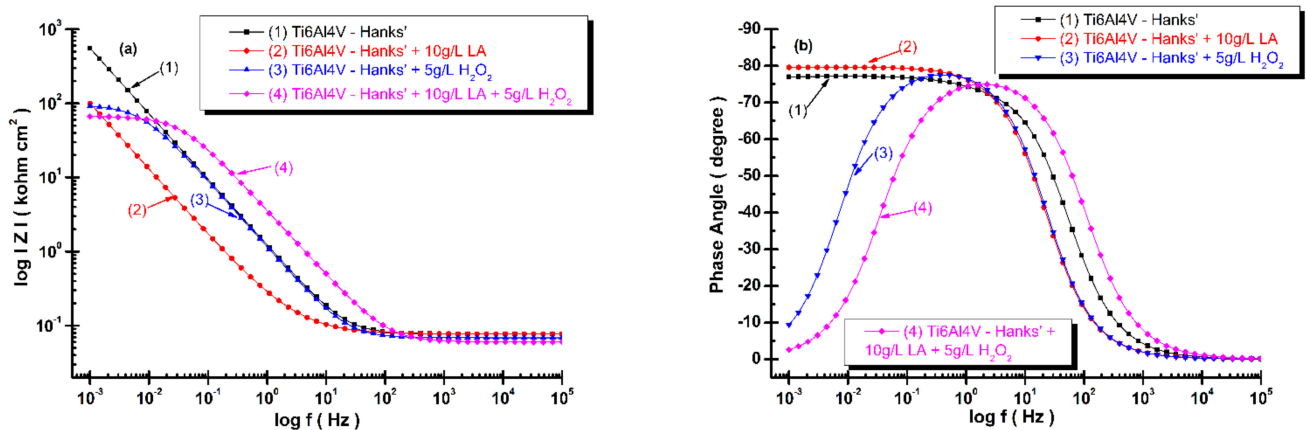 (a)
(1) Ti6Al4V - Hanks'
(2) Ti6Al4V - Hanks' + 10g/L LA
(3) Ti6Al4V - Hanks' + 5g/L H₂O₂
(4) Ti6Al4V - Hanks' + 10g/L LA + 5g/L H₂O₂
log I Z I ( kohm cm²)
10³
10²
10¹
10⁰
10⁻¹
(1)
(2)
(3)
(4)
10⁻³ 10⁻² 10⁻¹ 10⁰ 10¹ 10² 10³ 10⁴ 10⁵
log f ( Hz)
(b)
(1) Ti6Al4V - Hanks'
(2) Ti6Al4V - Hanks' + 10g/L LA
(3) Ti6Al4V - Hanks' + 5g/L H₂O₂
Phase Angle ( degree )
-90
-80
-70
-60
-50
-40
-30
-20
-10
0
(2)
(1)
(3)
(4)
(4) Ti6Al4V - Hanks' +
10g/L LA + 5g/L H₂O₂
10⁻³ 10⁻² 10⁻¹ 10⁰ 10¹ 10² 10³ 10⁴ 10⁵
log f ( Hz )